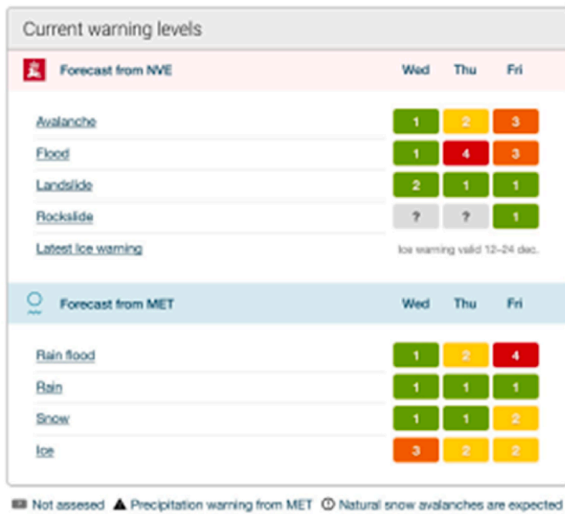 Current warning levels
Forecast from NVE Wed Thu Fri
Avalanche 1 2 3
Flood 1 4 3
Landslide 2 1 1
Rockslide ? ? 1
Latest Ice warning Ice warning valid 12–24 dec.
Forecast from MET Wed Thu Fri
Rain flood 1 2 4
Rain 1 1 1
Snow 1 1 2
Ice 3 2 2
Not assesed Precipitation warning from MET Natural snow avalanches are expected